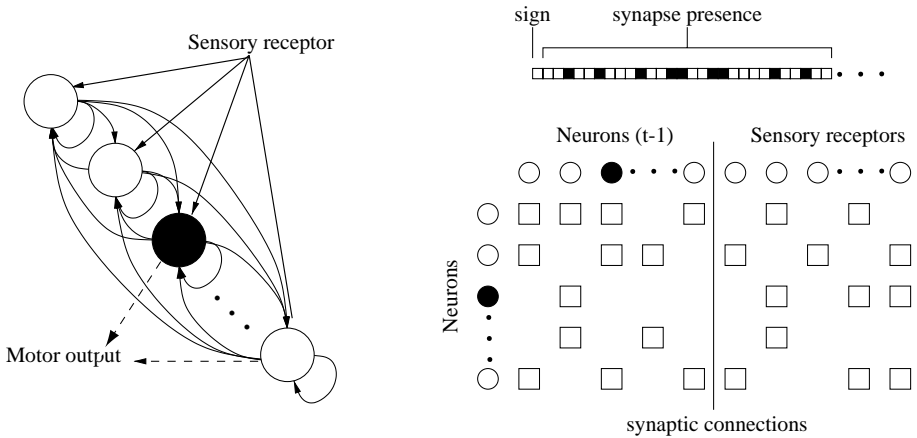 Sensory receptor
Motor output
sign
synapse presence
Neurons (t-1)
Sensory receptors
Neurons
synaptic connections